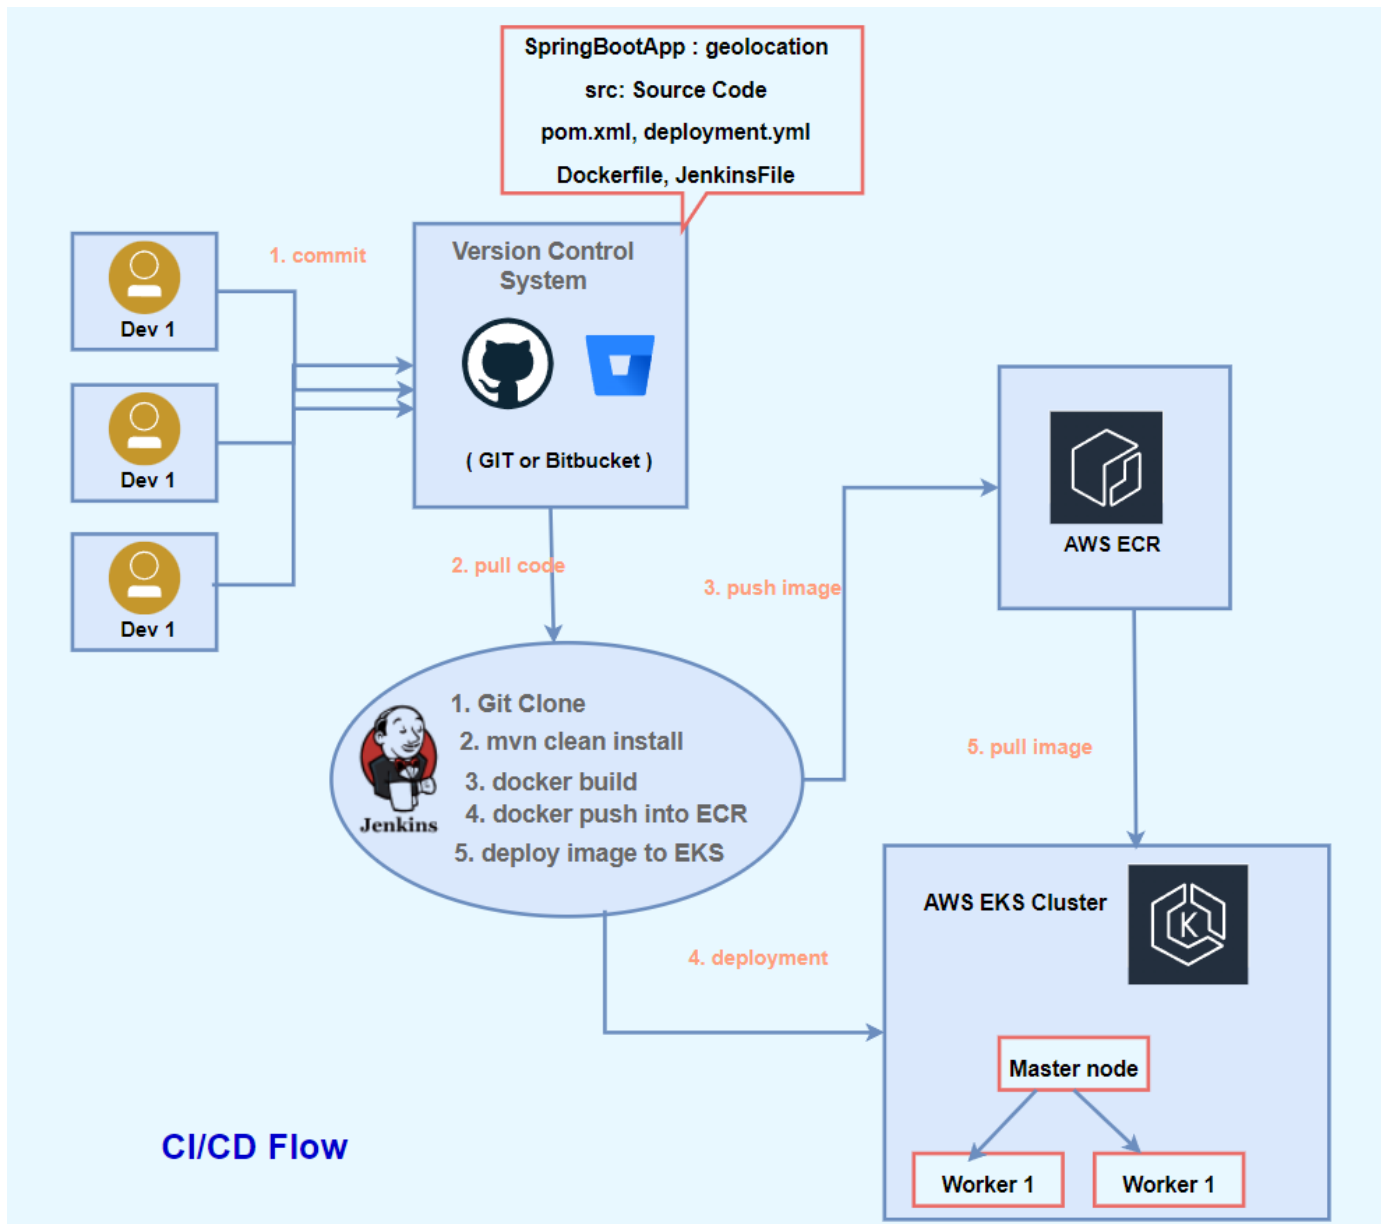 SpringBootApp : geolocation
src: Source Code
pom.xml, deployment.yml
Dockerfile, JenkinsFile
Dev 1
1. commit
Version Control
System
( GIT or Bitbucket )
Dev 1
Dev 1
2. pull code
3. push image
AWS ECR
Jenkins
1. Git Clone
2. mvn clean install
3. docker build
4. docker push into ECR
5. deploy image to EKS
5. pull image
4. deployment
AWS EKS Cluster
K
Master node
Worker 1
Worker 1
CI/CD Flow